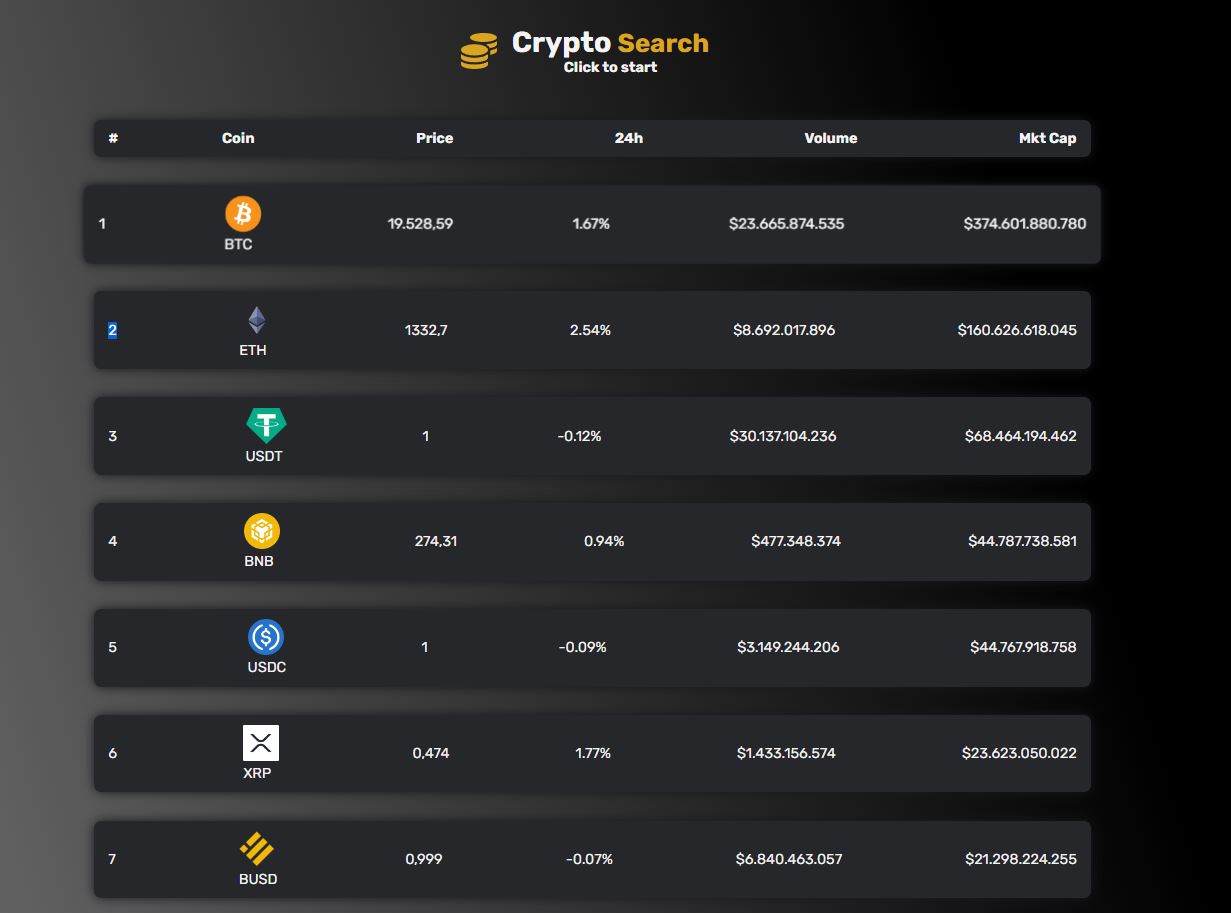 Crypto Search
Click to start
# Coin Price 24h Volume Mkt Cap
1 BTC 19.528,59 1.67% $23.665.874.535 $374.601.880.780
2 ETH 1332,7 2.54% $8.692.017.896 $160.626.618.045
3 USDT 1 -0.12% $30.137.104.236 $68.464.194.462
4 BNB 274,31 0.94% $477.348.374 $44.787.738.581
5 USDC 1 -0.09% $3.149.244.206 $44.767.918.758
6 XRP 0,474 1.77% $1.433.156.574 $23.623.050.022
7 BUSD 0,999 -0.07% $6.840.463.057 $21.298.224.255